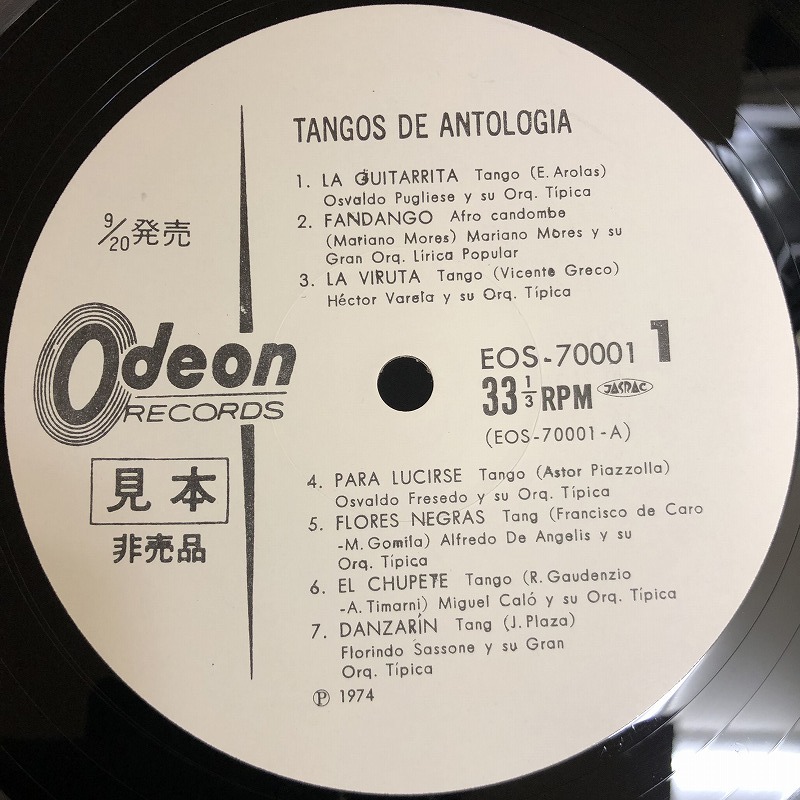 TANGOS DE ANTOLOGIA
1. LA GUITARRITA Tango (E. Arolas)
Osvaldo Pugliese y su Orq. Típica
2. FANDANGO Afro candombe
(Mariano Mores) Mariano Mores y su
Gran Orq. Lírica Popular
3. LA VIRUTA Tango (Vicente Greco)
Héctor Varela y su Orq. Típica
9/20発売
Odeon
RECORDS
見本
非売品
EOS-70001 1
33 1/3 RPM JASRAC
(EOS-70001-A)
4. PARA LUCIRSE Tango (Astor Piazzolla)
Osvaldo Fresedo y su Orq. Típica
5. FLORES NEGRAS Tang (Francisco de Caro
-M. Gomila) Alfredo De Angelis y su
Orq. Típica
6. EL CHUPETE Tango (R. Gaudenzio
-A. Timarni) Miguel Caló y su Orq. Típica
7. DANZARÍN Tang (J. Plaza)
Florindo Sassone y su Gran
Orq. Típica
Ⓟ 1974